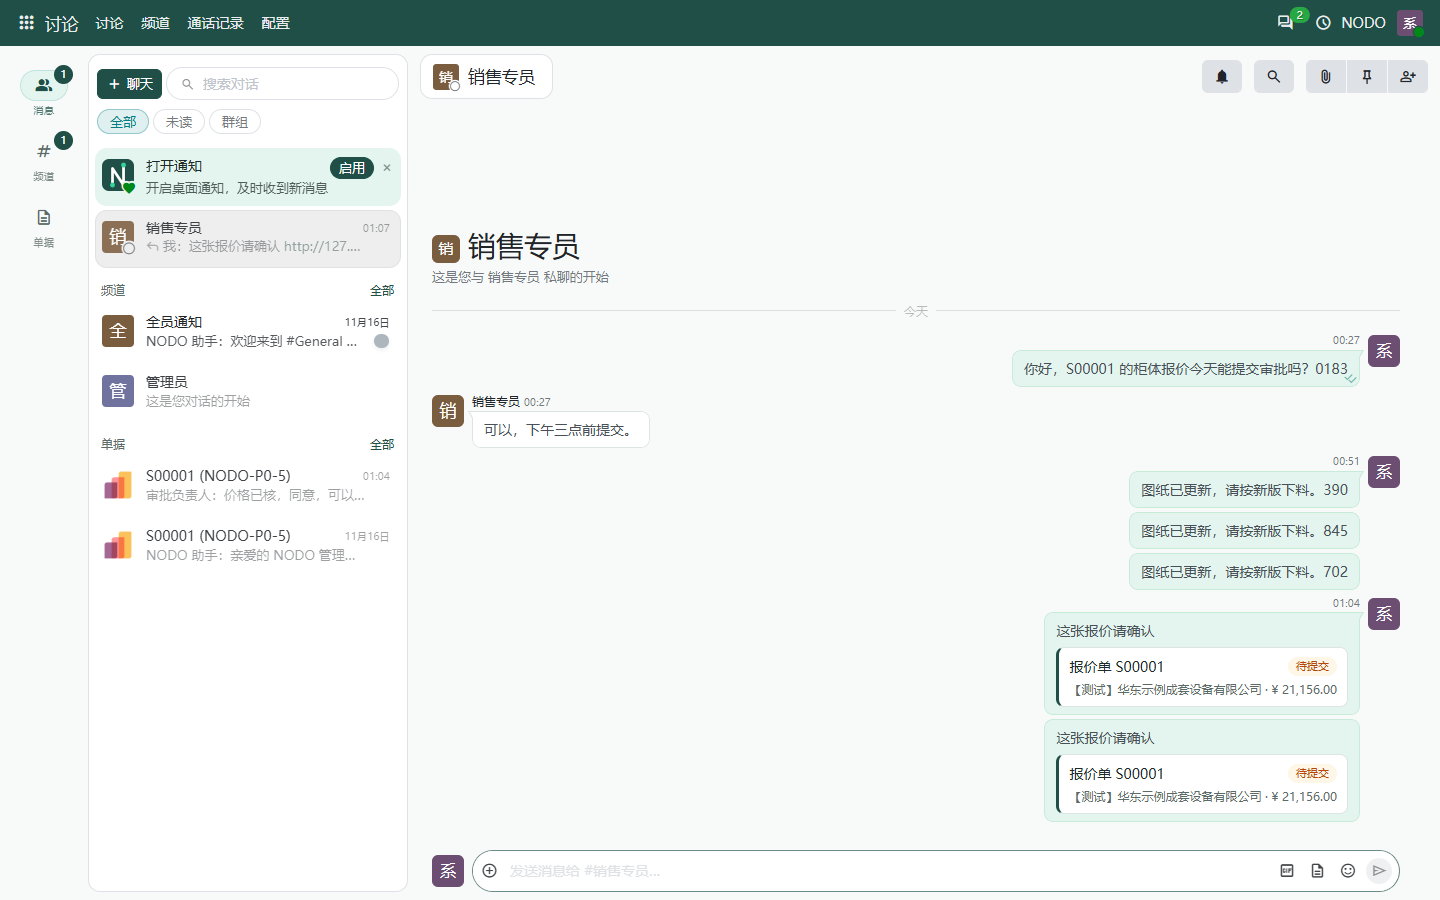 讨论 讨论 频道 通话记录 配置 2 NODO 系
1
消息
1
频道
单据
聊天 搜索对话
全部 未读 群组
打开通知 启用 ×
开启桌面通知，及时收到新消息
销 销售专员 01:07
我：这张报价请确认 http://127....
频道 全部
全 全员通知 11月16日
NODO 助手：欢迎来到 #General ...
管 管理员
这是您对话的开始
单据 全部
S00001 (NODO-P0-5) 01:04
审批负责人：价格已核，同意，可以...
S00001 (NODO-P0-5) 11月16日
NODO 助手：亲爱的 NODO 管理...
销 销售专员
销 销售专员
这是您与 销售专员 私聊的开始
今天
00:27
你好，S00001 的柜体报价今天能提交审批吗？0183 系
销 销售专员 00:27
可以，下午三点前提交。
00:51
图纸已更新，请按新版下料。390 系
图纸已更新，请按新版下料。845
图纸已更新，请按新版下料。702
01:04
这张报价请确认 系
报价单 S00001 待提交
【测试】华东示例成套设备有限公司 · ¥ 21,156.00
这张报价请确认
报价单 S00001 待提交
【测试】华东示例成套设备有限公司 · ¥ 21,156.00
系 发送消息给 #销售专员... GIF